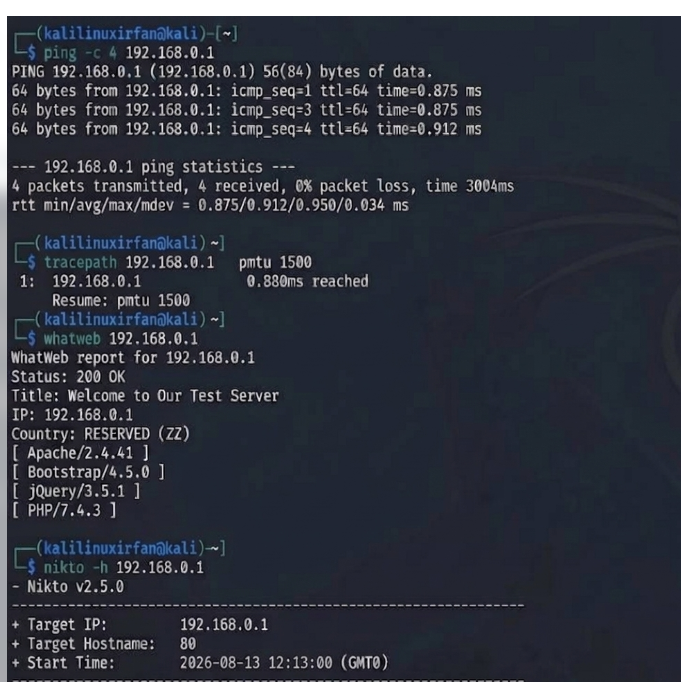 (kalilinuxirfan@kali)-[~]
$ ping -c 4 192.168.0.1
PING 192.168.0.1 (192.168.0.1) 56(84) bytes of data.
64 bytes from 192.168.0.1: icmp_seq=1 ttl=64 time=0.875 ms
64 bytes from 192.168.0.1: icmp_seq=3 ttl=64 time=0.875 ms
64 bytes from 192.168.0.1: icmp_seq=4 ttl=64 time=0.912 ms
--- 192.168.0.1 ping statistics ---
4 packets transmitted, 4 received, 0% packet loss, time 3004ms
rtt min/avg/max/mdev = 0.875/0.912/0.950/0.034 ms
(kalilinuxirfan@kali)~]
$ tracepath 192.168.0.1 pmtu 1500
1: 192.168.0.1 0.880ms reached
Resume: pmtu 1500
(kalilinuxirfan@kali)~]
$ whatweb 192.168.0.1
WhatWeb report for 192.168.0.1
Status: 200 OK
Title: Welcome to Our Test Server
IP: 192.168.0.1
Country: RESERVED (ZZ)
[ Apache/2.4.41 ]
[ Bootstrap/4.5.0 ]
[ jQuery/3.5.1 ]
[ PHP/7.4.3 ]
(kalilinuxirfan@kali)-~]
$ nikto -h 192.168.0.1
- Nikto v2.5.0
---------------------------------------------------------------
+ Target IP: 192.168.0.1
+ Target Hostname: 80
+ Start Time: 2026-08-13 12:13:00 (GMT0)
---------------------------------------------------------------